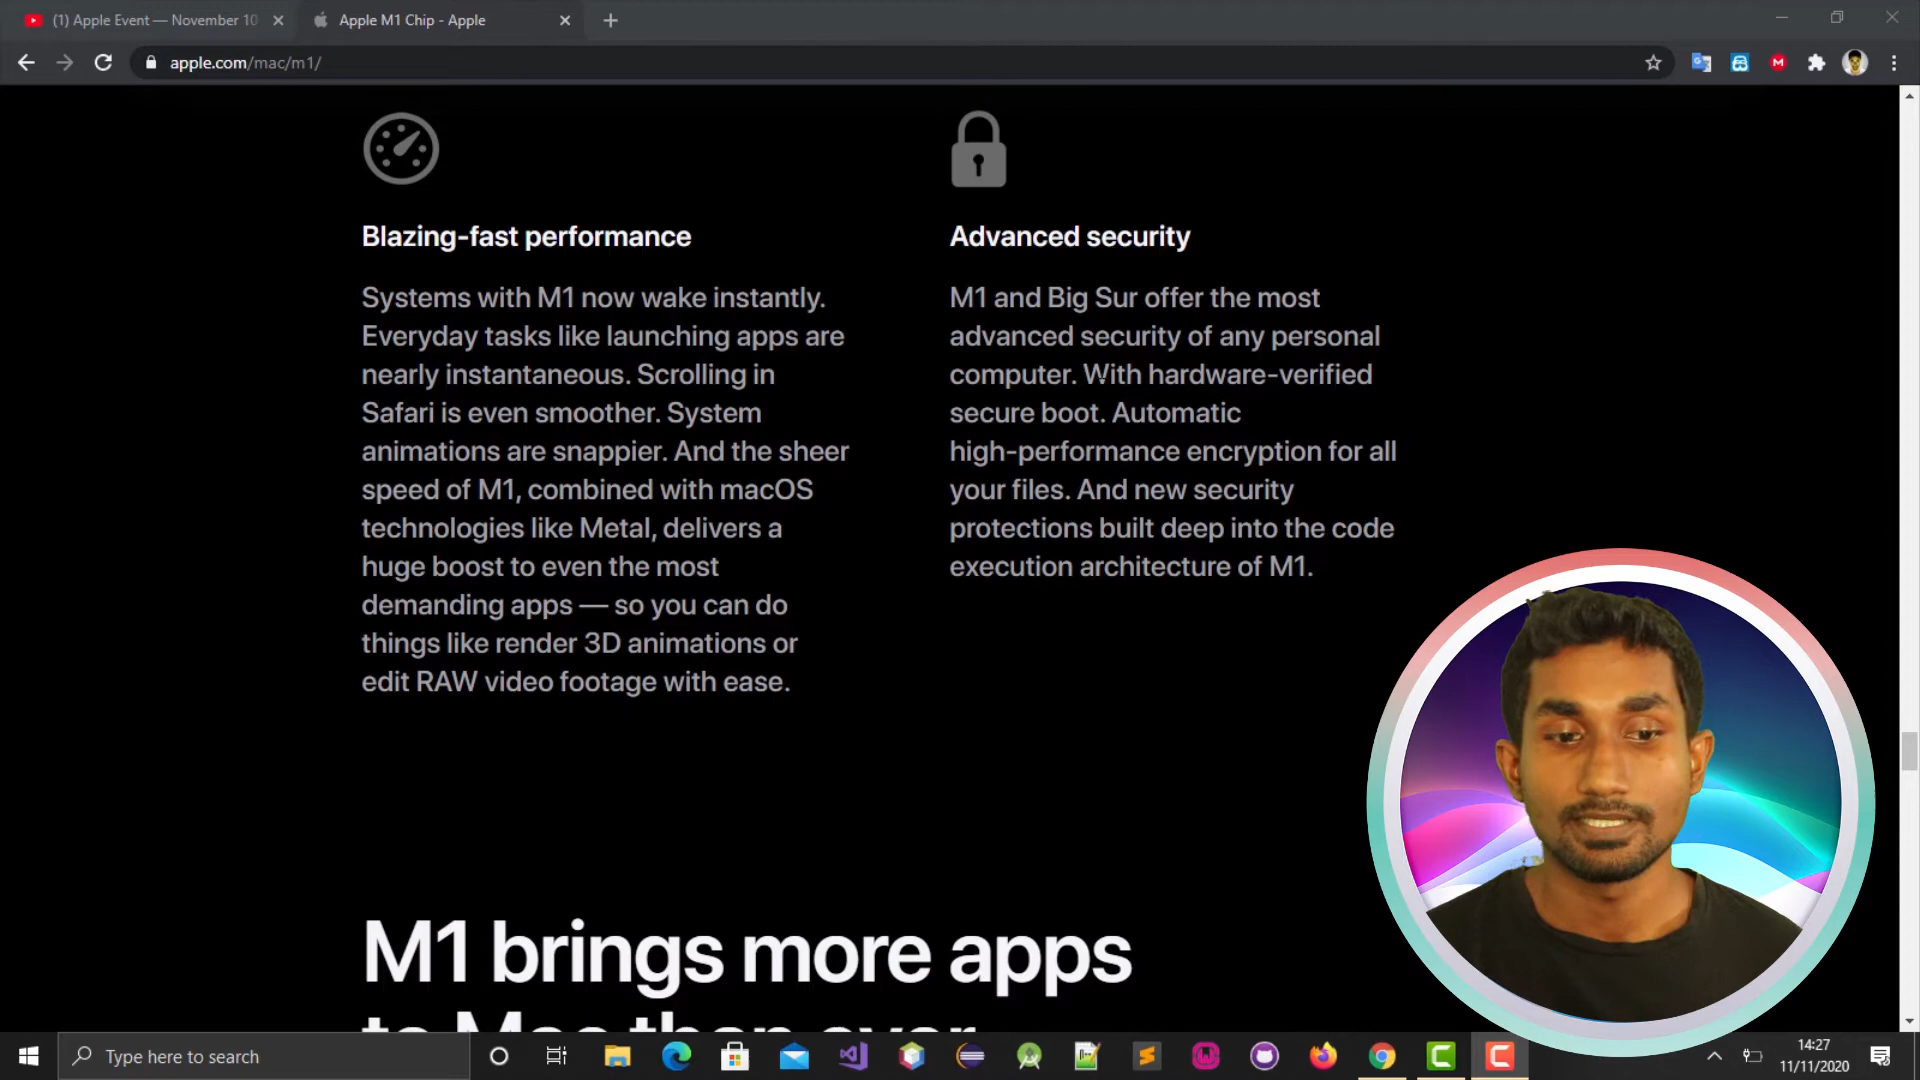 (1) Apple Event — November 10
Apple M1 Chip - Apple
apple.com/mac/m1/
Blazing-fast performance
Systems with M1 now wake instantly.
Everyday tasks like launching apps are
nearly instantaneous. Scrolling in
Safari is even smoother. System
animations are snappier. And the sheer
speed of M1, combined with macOS
technologies like Metal, delivers a
huge boost to even the most
demanding apps — so you can do
things like render 3D animations or
edit RAW video footage with ease.
Advanced security
M1 and Big Sur offer the most
advanced security of any personal
computer. With hardware-verified
secure boot. Automatic
high-performance encryption for all
your files. And new security
protections built deep into the code
execution architecture of M1.
M1 brings more apps
to Mac than ever
Type here to search
14:27
11/11/2020